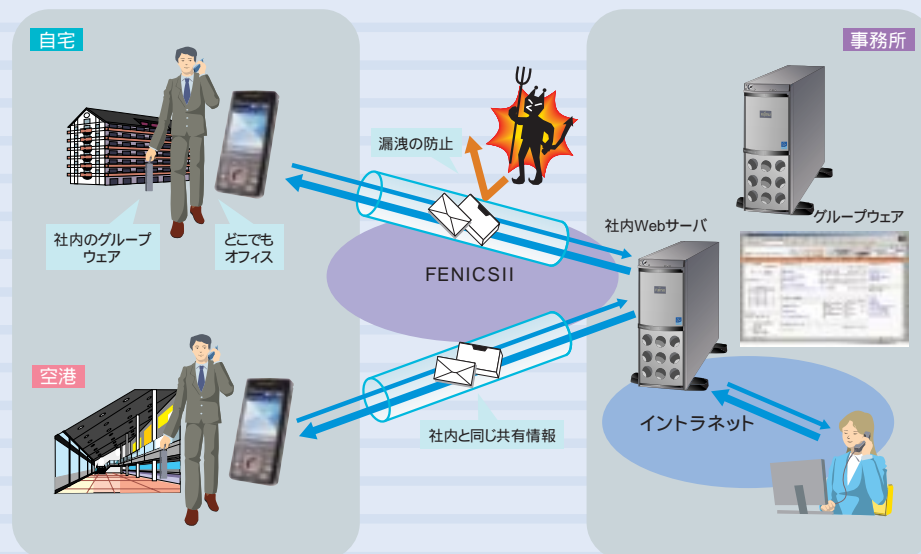 自宅
事務所
漏洩の防止
グループウェア
社内Webサーバ
社内のグループ
ウェア
どこでも
オフィス
FENICSII
空港
イントラネット
社内と同じ共有情報